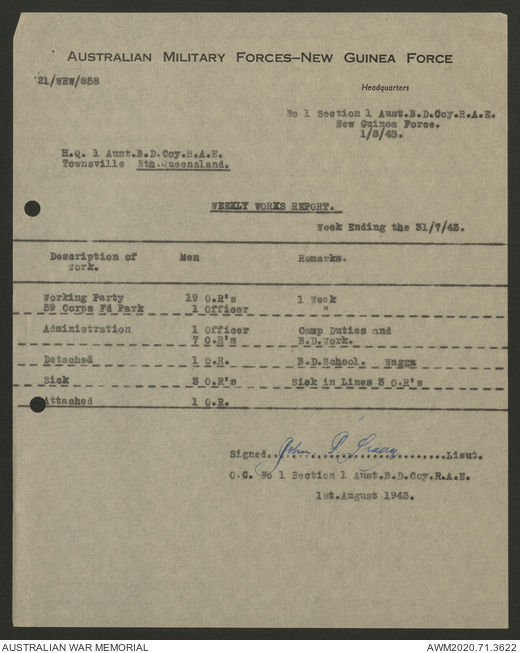 AUSTRALIAN MILITARY FORCES—NEW GUINEA FORCE
21/WRW/858
Headquarters
No 1 Section 1 Aust.B.D.Coy.R.A.E.
New Guinea Force.
1/8/43.
H.Q. 1 Aust.B.D.Coy.R.A.E.
Townsville Nth.Queensland.
WEEKLY WORKS REPORT.
Week Ending the 31/7/43.
Description of Work. Men Remarks.
Working Party 19 O.R's 1 Week
59 Corps Fd Park 1 Officer "
Administration 1 Officer Camp Duties and
7 O.R's B.D.Work.
Detached 1 O.R. B.D.School. Wagga
Sick 3 O.R's Sick in Lines 3 O.R's
Attached 1 O.R.
Signed. John P. Lieut.
O.C. No 1 Section 1 Aust.B.D.Coy.R.A.E.
1st.August 1943.
AUSTRALIAN WAR MEMORIAL AWM2020.71.3622